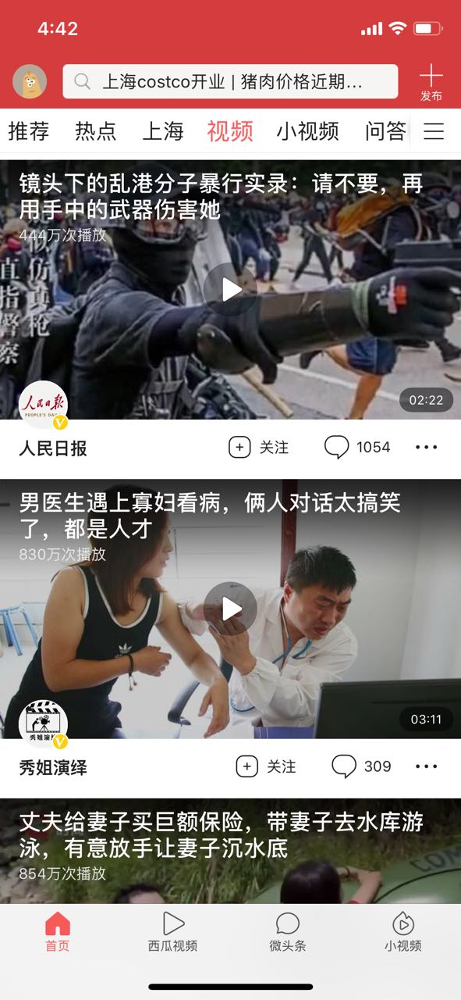 4:42
上海costco开业 | 猪肉价格近期...
发布
推荐 热点 上海 视频 小视频 问答
镜头下的乱港分子暴行实录：请不要，再
用手中的武器伤害她
444万次播放
仿真枪
直指警察
02:22
人民日报
PEOPLE'S DAILY
人民日报
关注
1054
男医生遇上寡妇看病，俩人对话太搞笑
了，都是人才
830万次播放
03:11
秀姐演绎
秀姐演绎
关注
309
丈夫给妻子买巨额保险，带妻子去水库游
泳，有意放手让妻子沉水底
854万次播放
首页 西瓜视频 微头条 小视频